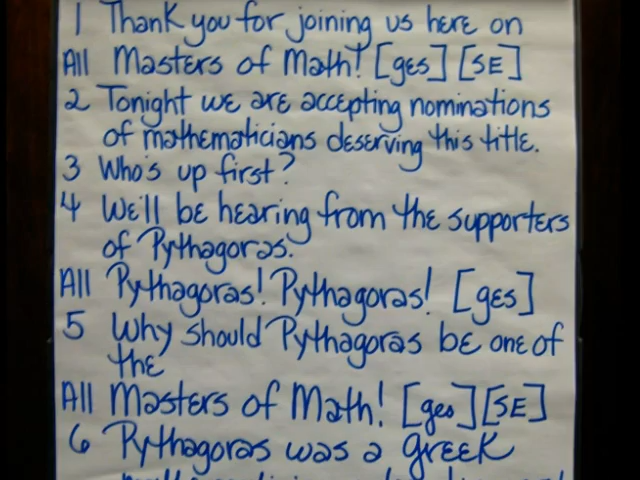 1 Thank you for joining us here on
All Masters of Math! [ges] [SE]
2 Tonight we are accepting nominations
of mathematicians deserving this title.
3 Who's up first?
4 We'll be hearing from the supporters
of Pythagoras.
All Pythagoras! Pythagoras! [ges]
5 Why should Pythagoras be one of
the
All Masters of Math! [ges] [SE]
6 Pythagoras was a greek